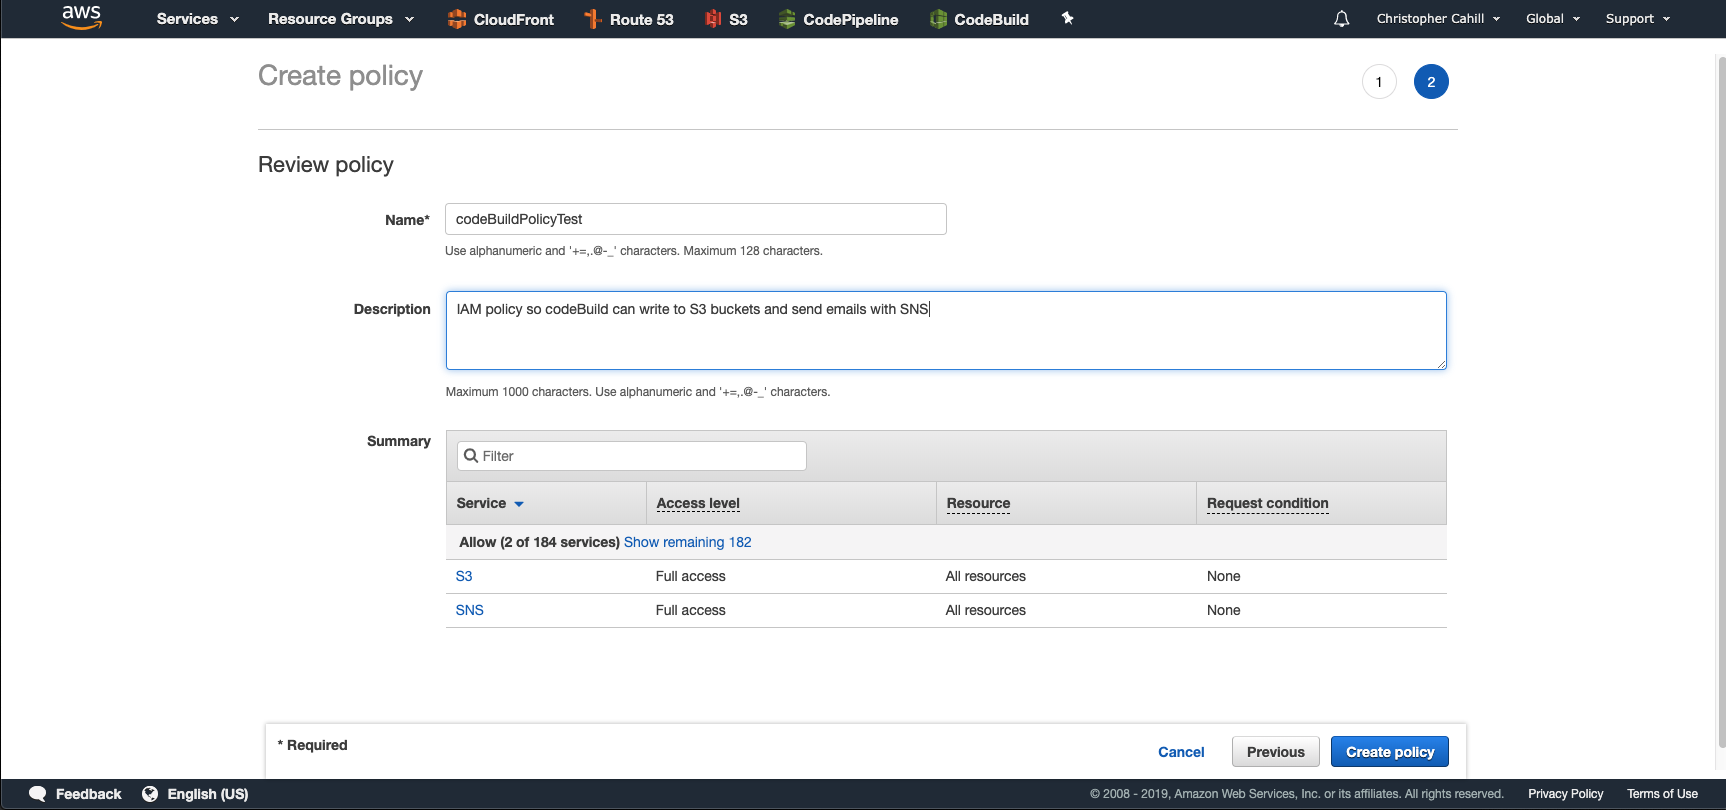 aws Services Resource Groups CloudFront Route 53 S3 CodePipeline CodeBuild Christopher Cahill Global Support
Create policy 1 2
Review policy
Name* codeBuildPolicyTest
Use alphanumeric and '+=,.@-_' characters. Maximum 128 characters.
Description IAM policy so codeBuild can write to S3 buckets and send emails with SNS
Maximum 1000 characters. Use alphanumeric and '+=,.@-_' characters.
Summary Filter
Service Access level Resource Request condition
Allow (2 of 184 services) Show remaining 182
S3 Full access All resources None
SNS Full access All resources None
* Required Cancel Previous Create policy
Feedback English (US) © 2008 - 2019, Amazon Web Services, Inc. or its affiliates. All rights reserved. Privacy Policy Terms of Use